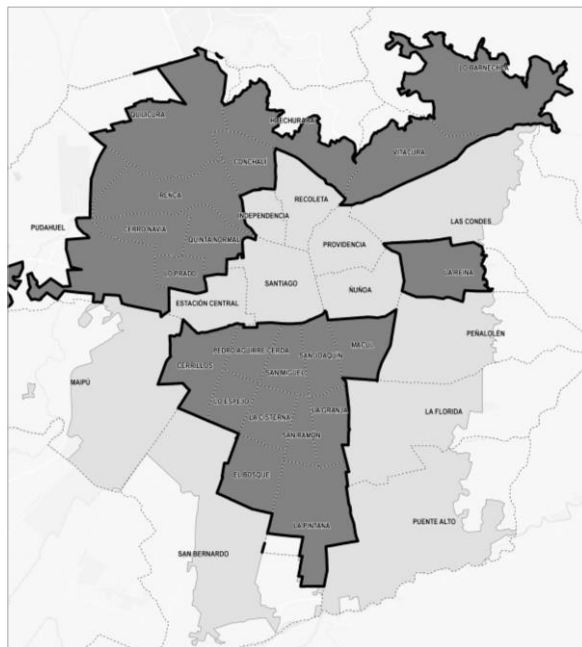 LO BARNECHEA
QUILICURA
HUECHURABA
VITACURA
CONCHALÍ
RENCA
RECOLETA
INDEPENDENCIA
LAS CONDES
PUDAHUEL
CERRO NAVIA
QUINTA NORMAL
PROVIDENCIA
LO PRADO
LA REINA
SANTIAGO
ÑUÑOA
ESTACIÓN CENTRAL
PEÑALOLÉN
MACUL
PEDRO AGUIRRE CERDA
SAN JOAQUÍN
CERRILLOS
SAN MIGUEL
MAIPÚ
LO ESPEJO
LA GRANJA
LA FLORIDA
LA CISTERNA
SAN RAMÓN
EL BOSQUE
PUENTE ALTO
LA PINTANA
SAN BERNARDO